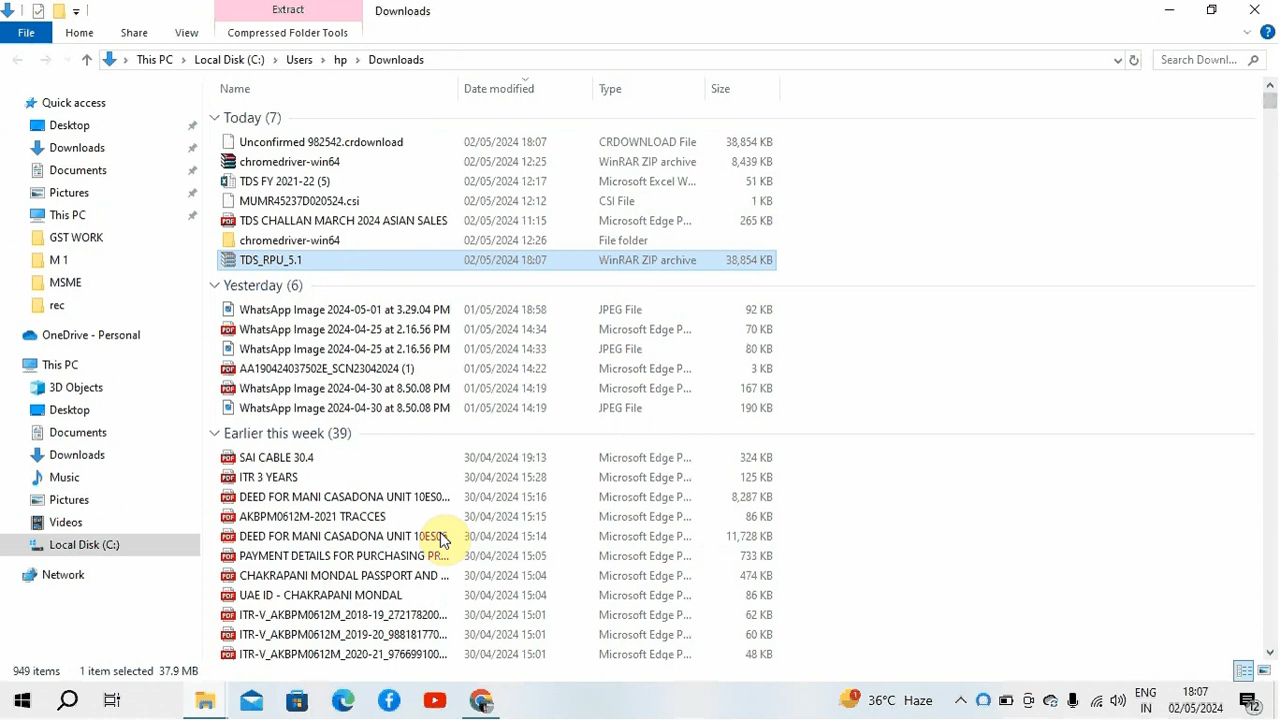 Extract
Downloads
File
Home
Share
View
Compressed Folder Tools
This PC
Local Disk (C:)
Users
hp
Downloads
Search Downl...
Name
Date modified
Type
Size
Quick access
Desktop
Downloads
Documents
Pictures
This PC
GST WORK
M 1
MSME
rec
OneDrive - Personal
This PC
3D Objects
Desktop
Documents
Downloads
Music
Pictures
Videos
Local Disk (C:)
Network
Today (7)
Unconfirmed 982542.crdownload 02/05/2024 18:07 CRDOWNLOAD File 38,854 KB
chromedriver-win64 02/05/2024 12:25 WinRAR ZIP archive 8,439 KB
TDS FY 2021-22 (5) 02/05/2024 12:17 Microsoft Excel W... 51 KB
MUMR45237D020524.csi 02/05/2024 12:12 CSI File 1 KB
TDS CHALLAN MARCH 2024 ASIAN SALES 02/05/2024 11:15 Microsoft Edge P... 265 KB
chromedriver-win64 02/05/2024 12:26 File folder
TDS_RPU_5.1 02/05/2024 18:07 WinRAR ZIP archive 38,854 KB
Yesterday (6)
WhatsApp Image 2024-05-01 at 3.29.04 PM 01/05/2024 18:58 JPEG File 92 KB
WhatsApp Image 2024-04-25 at 2.16.56 PM 01/05/2024 14:34 Microsoft Edge P... 70 KB
WhatsApp Image 2024-04-25 at 2.16.56 PM 01/05/2024 14:33 JPEG File 80 KB
AA190424037502E_SCN23042024 (1) 01/05/2024 14:22 Microsoft Edge P... 3 KB
WhatsApp Image 2024-04-30 at 8.50.08 PM 01/05/2024 14:19 Microsoft Edge P... 167 KB
WhatsApp Image 2024-04-30 at 8.50.08 PM 01/05/2024 14:19 JPEG File 190 KB
Earlier this week (39)
SAI CABLE 30.4 30/04/2024 19:13 Microsoft Edge P... 324 KB
ITR 3 YEARS 30/04/2024 15:28 Microsoft Edge P... 125 KB
DEED FOR MANI CASADONA UNIT 10ES0... 30/04/2024 15:16 Microsoft Edge P... 8,287 KB
AKBPM0612M-2021 TRACCES 30/04/2024 15:15 Microsoft Edge P... 86 KB
DEED FOR MANI CASADONA UNIT 30/04/2024 15:14 Microsoft Edge P... 11,728 KB
PAYMENT DETAILS FOR PURCHASING PR... 30/04/2024 15:05 Microsoft Edge P... 733 KB
CHAKRAPANI MONDAL PASSPORT AND ... 30/04/2024 15:04 Microsoft Edge P... 474 KB
UAE ID - CHAKRAPANI MONDAL 30/04/2024 15:04 Microsoft Edge P... 86 KB
ITR-V_AKBPM0612M_2018-19_272178200... 30/04/2024 15:01 Microsoft Edge P... 62 KB
ITR-V_AKBPM0612M_2019-20_988181770... 30/04/2024 15:01 Microsoft Edge P... 60 KB
ITR-V_AKBPM0612M_2020-21_970699100... 30/04/2024 15:01 Microsoft Edge P... 48 KB
949 items 1 item selected 37.9 MB
36°C Haze
ENG
IN
18:07
02/05/2024
12